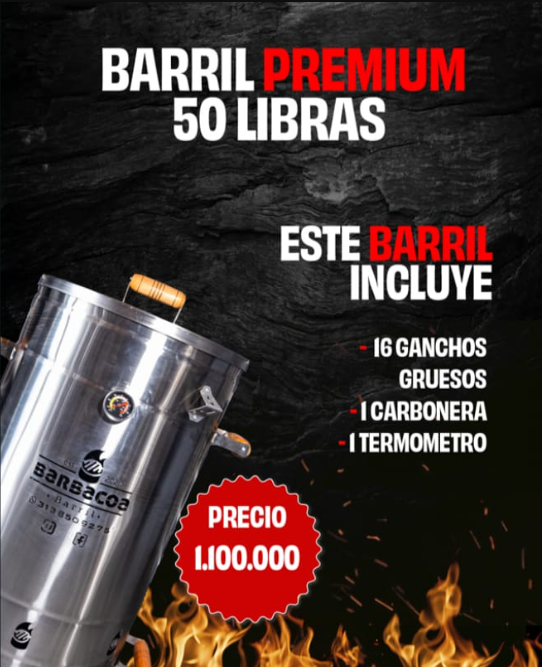 BARRIL PREMIUM
50 LIBRAS
ESTE BARRIL
INCLUYE
- 16 GANCHOS
GRUESOS
- 1 CARBONERA
- 1 TERMOMETRO
BARBACOA
Barril
PRECIO
1.100.000